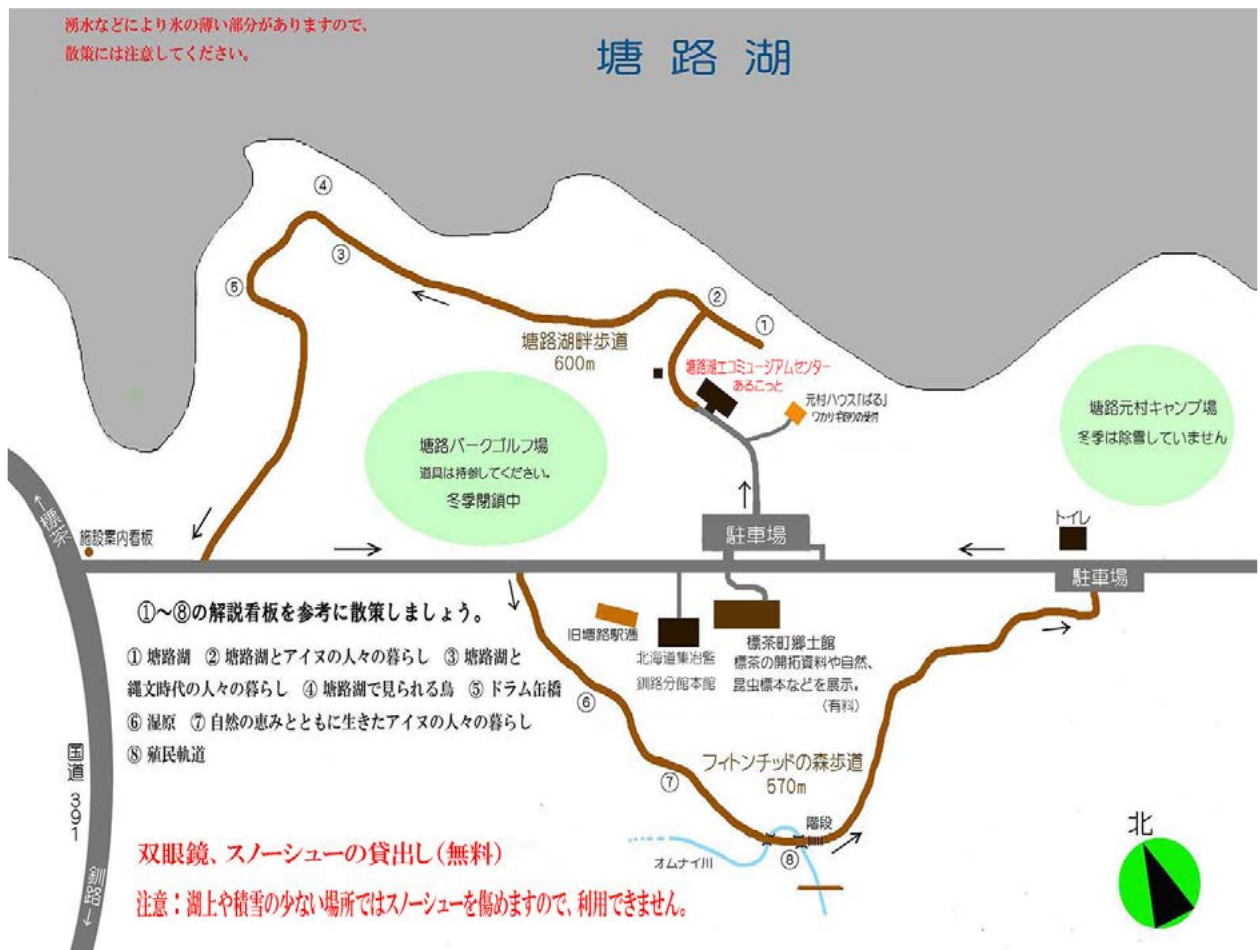 湧水などにより氷の薄い部分がありますので、
散策には注意してください。
塘路湖
④
③
⑤
②
①
塘路湖畔歩道
600m
塘路湖エコミュージアムセンター
あるこっと
元村ハウス「ぱる」
ワカサギ釣りの受付
塘路元村キャンプ場
冬季は除雪していません
塘路パークゴルフ場
道具は持参してください。
冬季閉鎖中
←標茶
施設案内看板
駐車場
トイレ
駐車場
①～⑧の解説看板を参考に散策しましょう。
① 塘路湖 ② 塘路湖とアイヌの人々の暮らし ③ 塘路湖と
縄文時代の人々の暮らし ④ 塘路湖で見られる鳥 ⑤ ドラム缶橋
⑥ 湿原 ⑦ 自然の恵みとともに生きたアイヌの人々の暮らし
⑧ 殖民軌道
旧塘路駅逓
北海道集治監
釧路分館本館
標茶町郷土館
標茶の開拓資料や自然、
昆虫標本などを展示。
(有料)
⑥
⑦
フィトンチッドの森歩道
570m
階段
⑧
オムナイ川
国道 391
釧路→
双眼鏡、スノーシューの貸出し(無料)
注意：湖上や積雪の少ない場所ではスノーシューを傷めますので、利用できません。
北